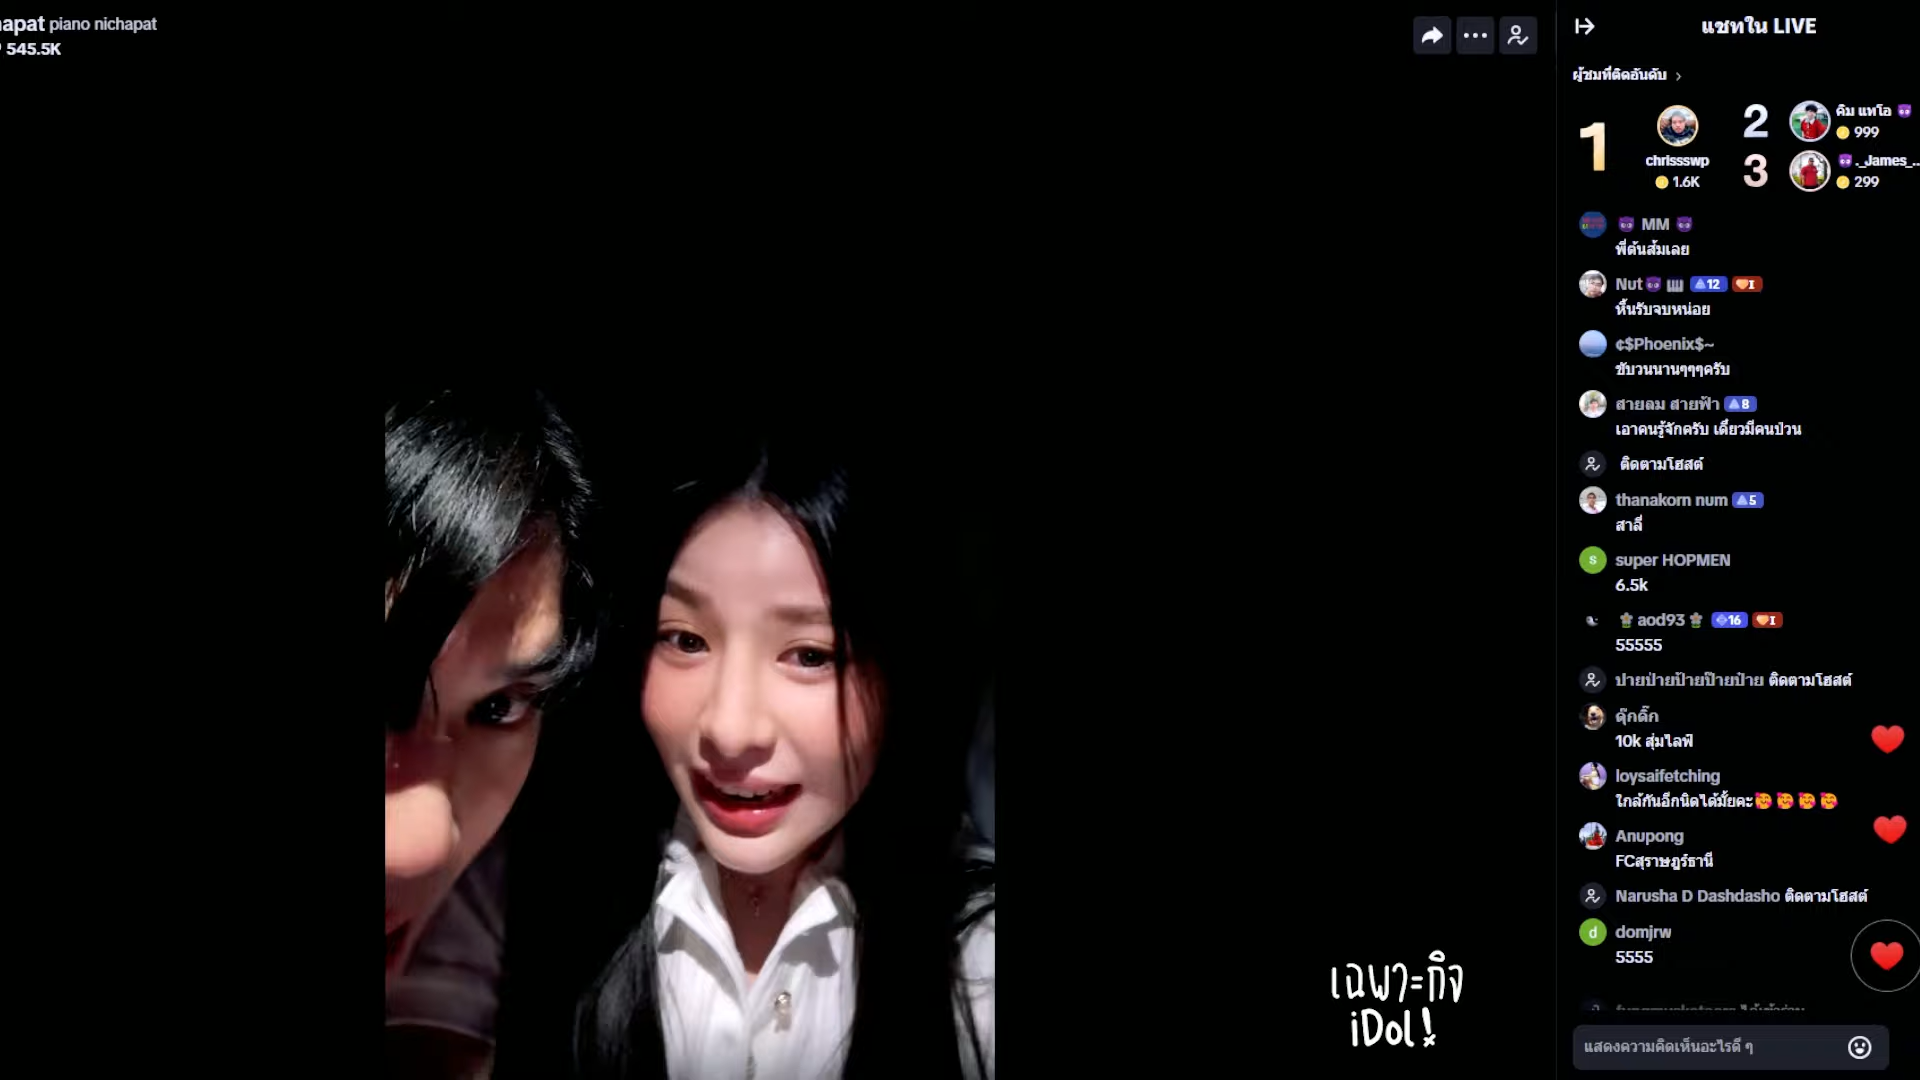 apat piano nichapat
545.5K
แชทใน LIVE
ผู้ชมที่ติดอันดับ
1
chrissswp
1.6K
2
คิม แทโอ
999
3
._James_...
299
MM
พี่ต้นส้มเลย
Nut 12 I
หิ้นรับจบหน่อย
¢$Phoenix$~
ขับวนนานๆๆๆครับ
สายลม สายฟ้า 8
เอาคนรู้จักครับ เดี๋ยวมีคนป่วน
ติดตามโฮสต์
thanakorn num 5
สาลี่
super HOPMEN
6.5k
aod93 16 I
55555
ปายป่ายป้ายป๊ายป๋าย ติดตามโฮสต์
ดุ๊กดิ๊ก
10k สุ่มไลฟ์
loysaifetching
ใกล้กันอีกนิดได้มั้ยคะ🥰🥰🥰🥰
Anupong
FCสุราษฎร์ธานี
Narusha D Dashdasho ติดตามโฮสต์
d domjrw
5555
แสดงความคิดเห็นอะไรดี ๆ
เฉพาะกิจ
iDol!